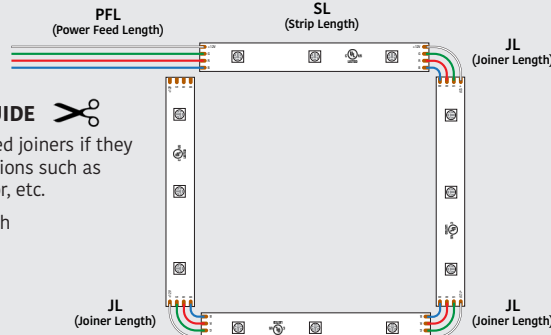 PFL
(Power Feed Length)
SL
(Strip Length)
JL
(Joiner Length)
UIDE
ed joiners if they
ions such as
or, etc.
h
JL
(Joiner Length)
JL
(Joiner Length)